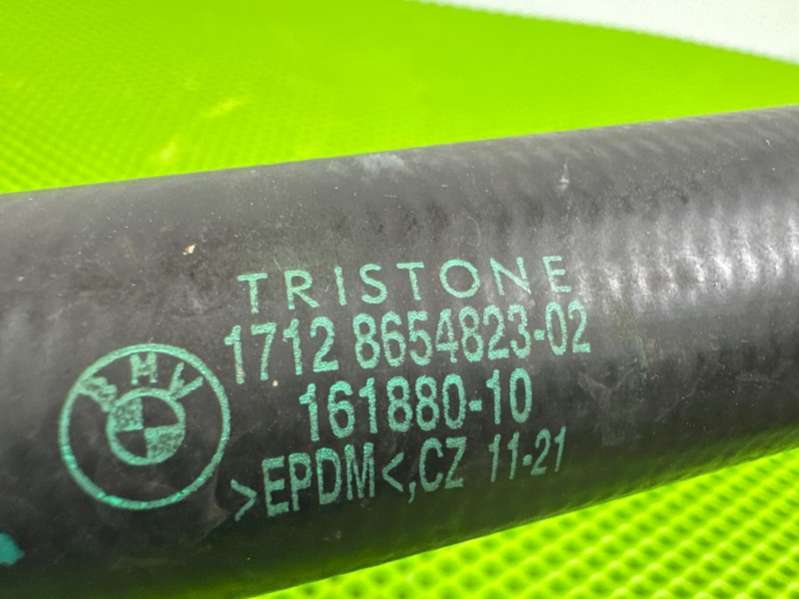 TRISTONE
1712 8654823-02
BMW
161880-10
>EPDM<,CZ 11-21